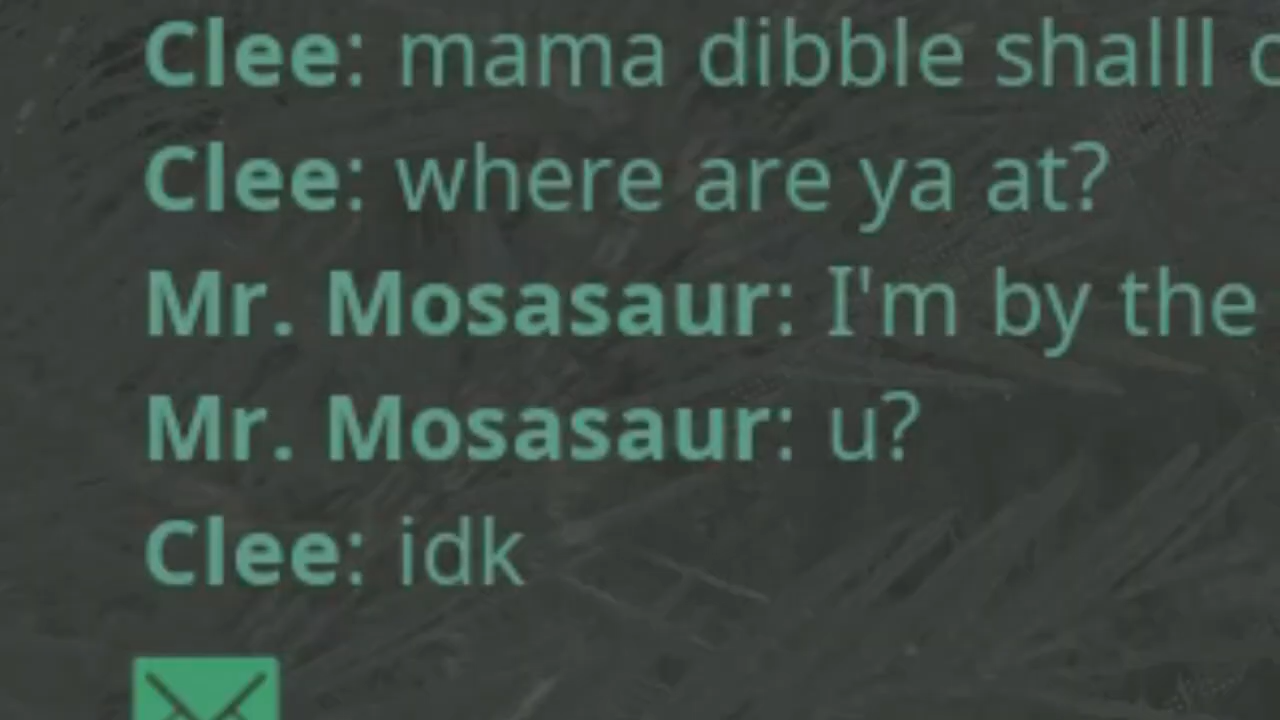 Clee: mama dibble shalll
Clee: where are ya at?
Mr. Mosasaur: I'm by the
Mr. Mosasaur: u?
Clee: idk